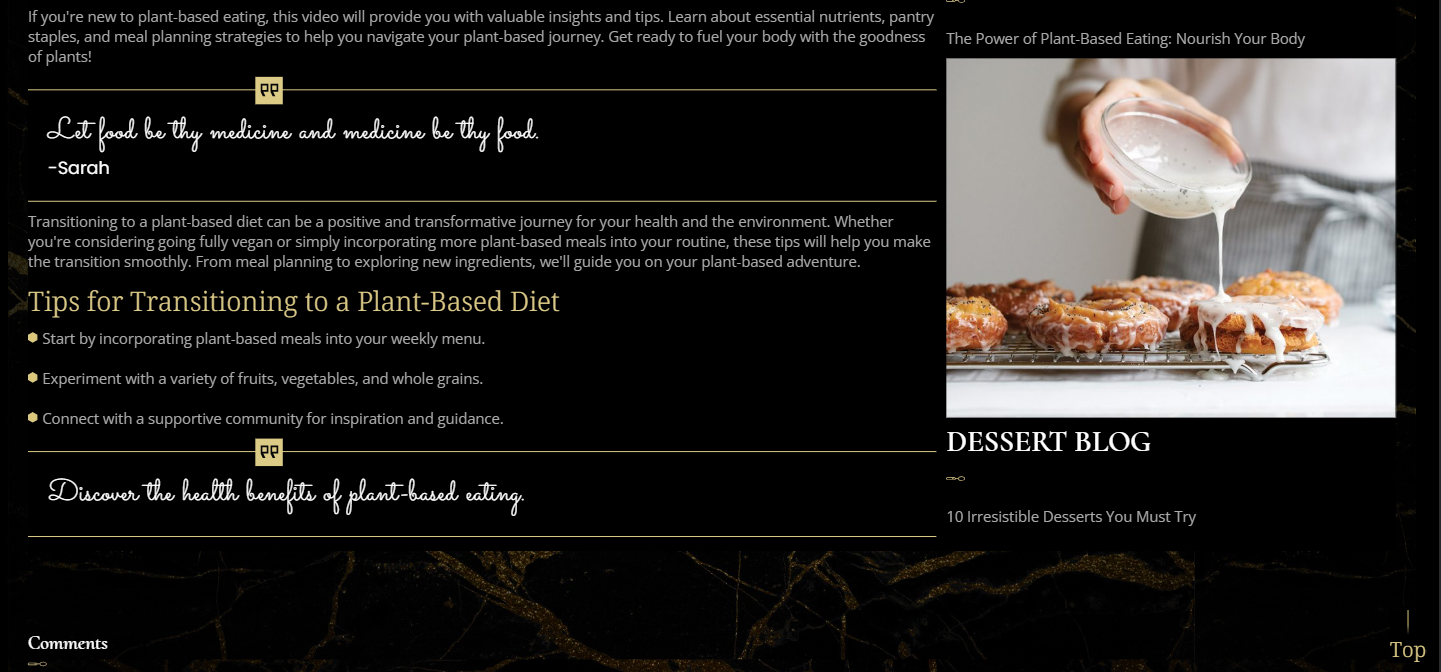 If you're new to plant-based eating, this video will provide you with valuable insights and tips. Learn about essential nutrients, pantry
staples, and meal planning strategies to help you navigate your plant-based journey. Get ready to fuel your body with the goodness
of plants!
Let food be thy medicine and medicine be thy food.
-Sarah
Transitioning to a plant-based diet can be a positive and transformative journey for your health and the environment. Whether
you're considering going fully vegan or simply incorporating more plant-based meals into your routine, these tips will help you make
the transition smoothly. From meal planning to exploring new ingredients, we'll guide you on your plant-based adventure.
Tips for Transitioning to a Plant-Based Diet
Start by incorporating plant-based meals into your weekly menu.
Experiment with a variety of fruits, vegetables, and whole grains.
Connect with a supportive community for inspiration and guidance.
Discover the health benefits of plant-based eating.
The Power of Plant-Based Eating: Nourish Your Body
DESSERT BLOG
10 Irresistible Desserts You Must Try
Comments
Top